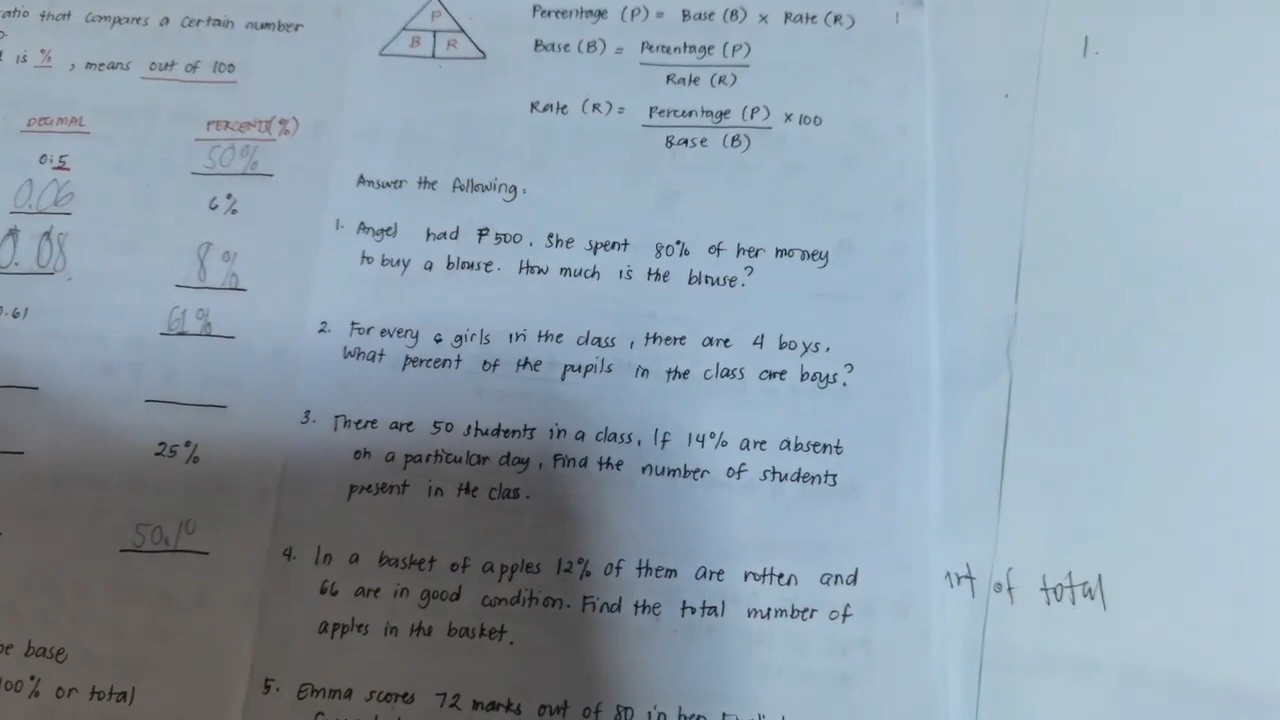 ratio that compares a certain number
is %, means out of 100
DECIMAL PERCENT(%)
0.5 50%
0.06 6%
0.08 8%
0.61 61%
25%
50%
base
100% or total
P
B R
Percentage (P) = Base (B) x Rate (R)
Base (B) = Percentage (P)
Rate (R)
Rate (R) = Percentage (P) x 100
Base (B)
Answer the following:
1. Angel had ₱500. She spent 80% of her money
to buy a blouse. How much is the blouse?
2. For every 6 girls in the class, there are 4 boys.
What percent of the pupils in the class are boys?
3. There are 50 students in a class. If 14% are absent
on a particular day, Find the number of students
present in the clas.
4. In a basket of apples 12% of them are rotten and
66 are in good condition. Find the total number of
apples in the basket.
5. Emma scores 72 marks out of 80 in her
1.
of total